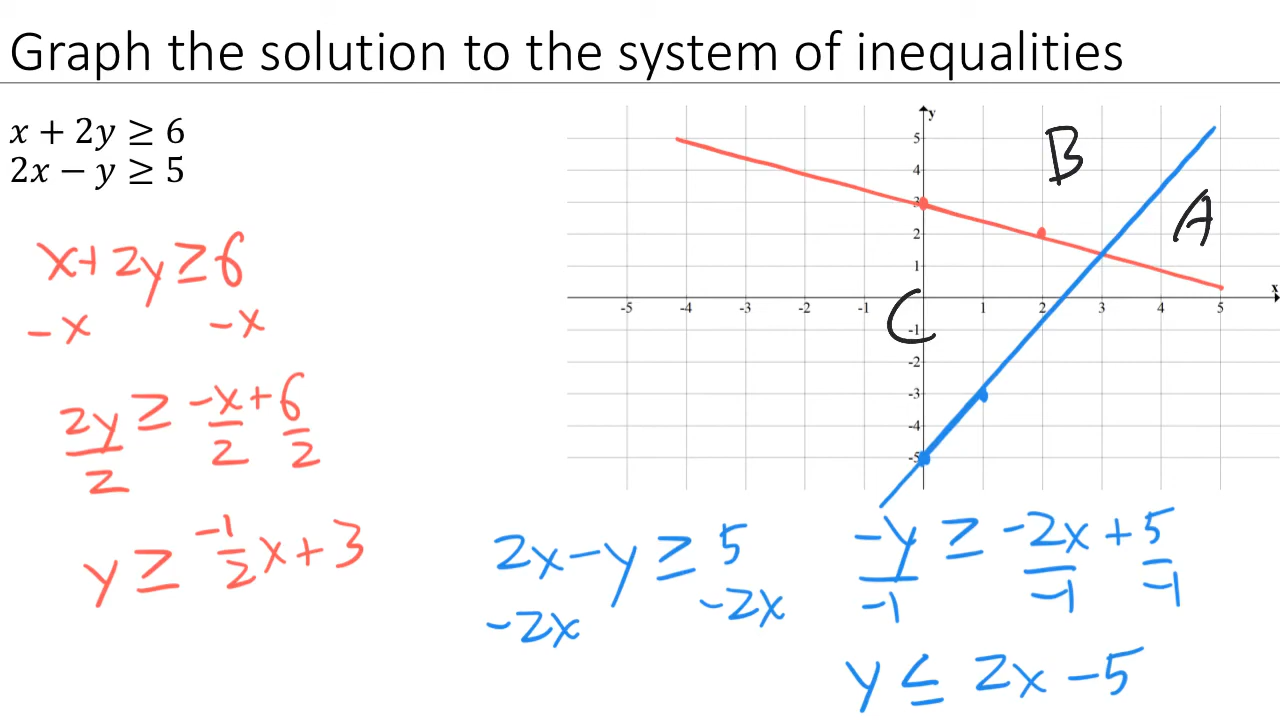 Graph the solution to the system of inequalities
x + 2y ≥ 6
2x − y ≥ 5
x+2y≥6
-x -x
2y ≥ -x + 6
2 2 2
y ≥ -1/2 x + 3
2x - y ≥ 5
-2x -2x
-y ≥ -2x + 5
-1 -1 -1
y ≤ 2x - 5
y
5
4
3
2
1
-5 -4 -3 -2 -1 1 2 3 4 5 x
-1
-2
-3
-4
-5
B
A
C